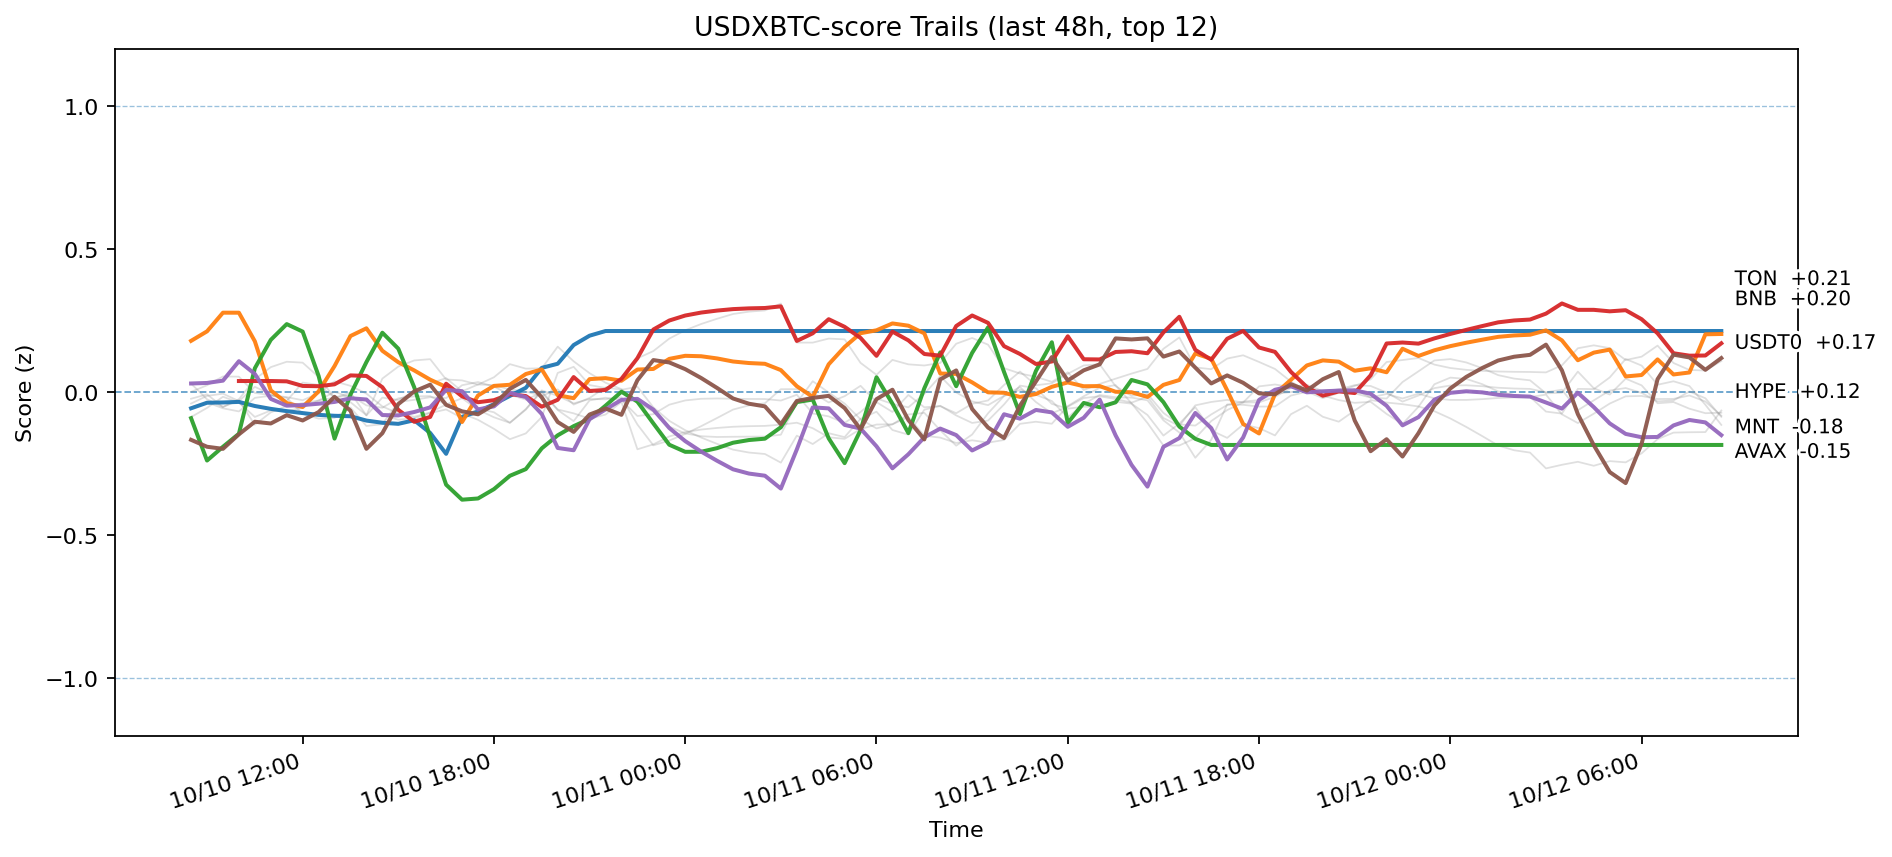 USDXBTC-score Trails (last 48h, top 12)
Score (z)
1.0
0.5
0.0
−0.5
−1.0
TON +0.21
BNB +0.20
USDT0 +0.17
HYPE +0.12
MNT -0.18
AVAX -0.15
10/10 12:00
10/10 18:00
10/11 00:00
10/11 06:00
10/11 12:00
10/11 18:00
10/12 00:00
10/12 06:00
Time